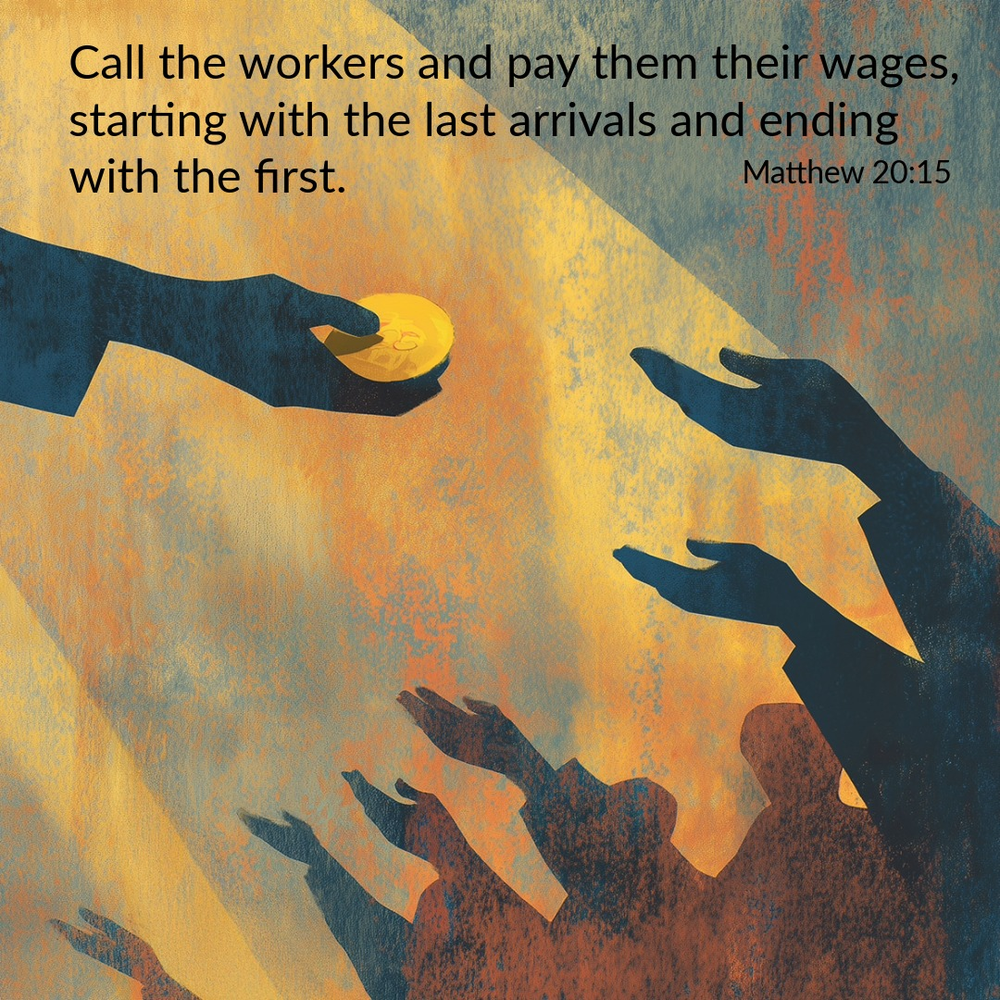 Call the workers and pay them their wages,
starting with the last arrivals and ending
with the first.
Matthew 20:15